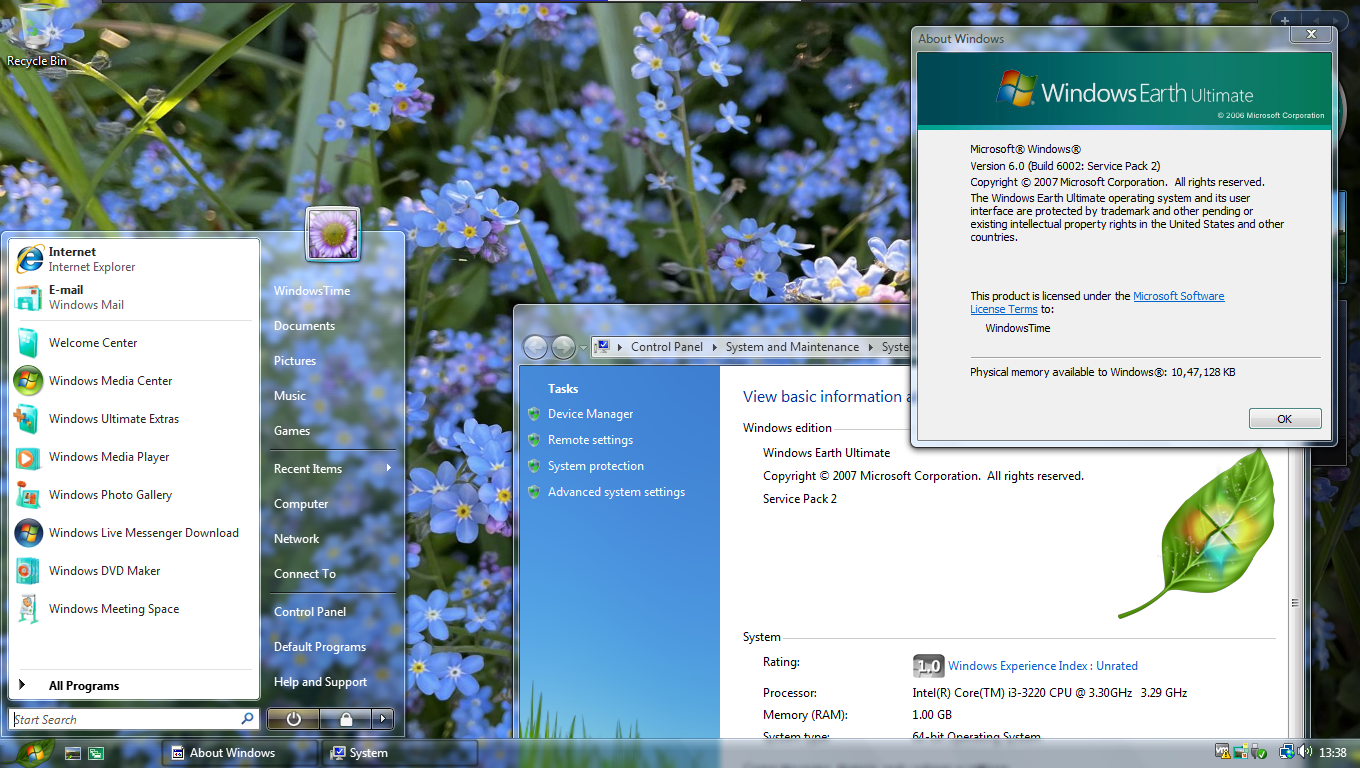 Recycle Bin
About Windows
Windows Earth Ultimate
© 2006 Microsoft Corporation
Microsoft® Windows®
Version 6.0 (Build 6002: Service Pack 2)
Copyright © 2007 Microsoft Corporation. All rights reserved.
The Windows Earth Ultimate operating system and its user
interface are protected by trademark and other pending or
existing intellectual property rights in the United States and other
countries.
This product is licensed under the Microsoft Software
License Terms to:
WindowsTime
Physical memory available to Windows®: 10,47,128 KB
OK
Internet
Internet Explorer
E-mail
Windows Mail
Welcome Center
Windows Media Center
Windows Ultimate Extras
Windows Media Player
Windows Photo Gallery
Windows Live Messenger Download
Windows DVD Maker
Windows Meeting Space
All Programs
Start Search
WindowsTime
Documents
Pictures
Music
Games
Recent Items
Computer
Network
Connect To
Control Panel
Default Programs
Help and Support
Control Panel
System and Maintenance
Syste
Tasks
Device Manager
Remote settings
System protection
Advanced system settings
View basic information a
Windows edition
Windows Earth Ultimate
Copyright © 2007 Microsoft Corporation. All rights reserved.
Service Pack 2
System
Rating:
1.0 Windows Experience Index : Unrated
Processor:
Intel(R) Core(TM) i3-3220 CPU @ 3.30GHz 3.29 GHz
Memory (RAM):
1.00 GB
System type:
64-bit Operating System
About Windows
System
13:38